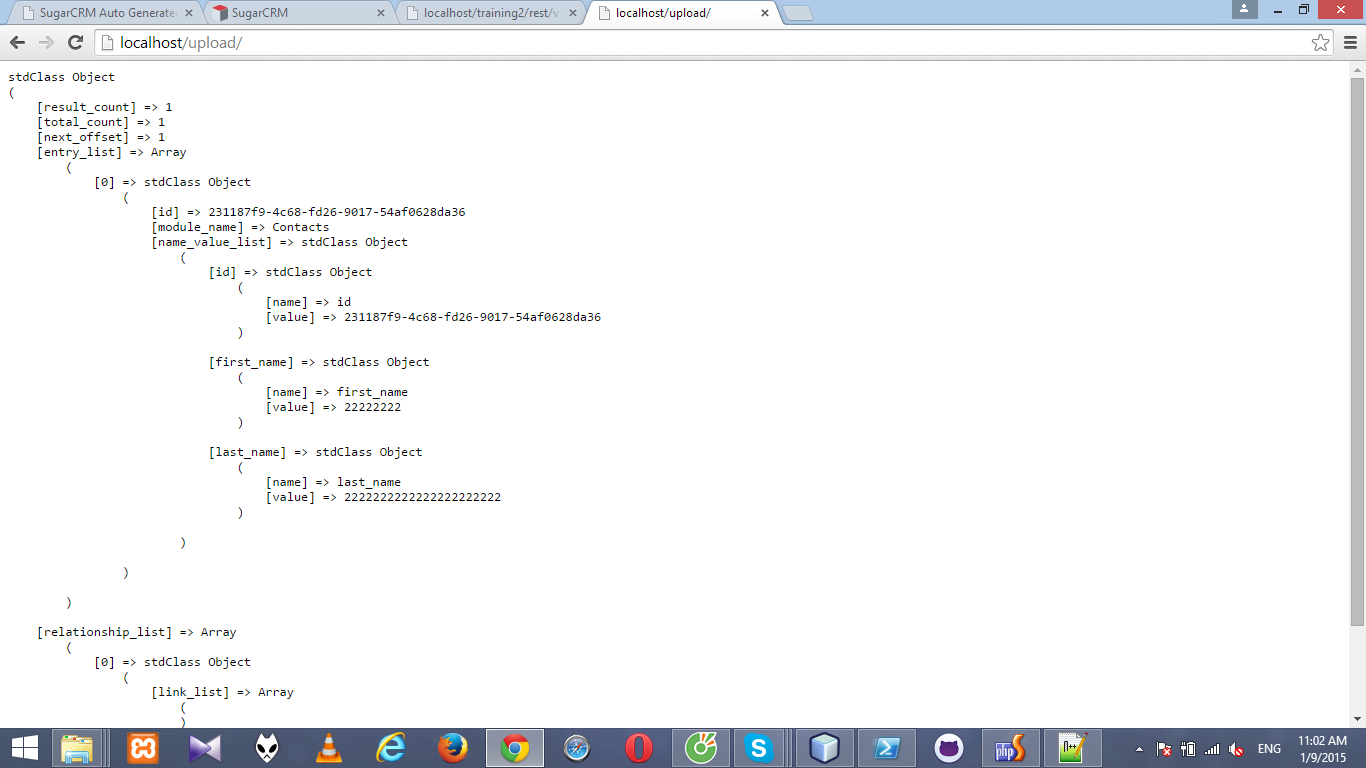 SugarCRM Auto Generate
SugarCRM
localhost/training2/rest/v
localhost/upload/
localhost/upload/
stdClass Object
(
    [result_count] => 1
    [total_count] => 1
    [next_offset] => 1
    [entry_list] => Array
        (
            [0] => stdClass Object
                (
                    [id] => 231187f9-4c68-fd26-9017-54af0628da36
                    [module_name] => Contacts
                    [name_value_list] => stdClass Object
                        (
                            [id] => stdClass Object
                                (
                                    [name] => id
                                    [value] => 231187f9-4c68-fd26-9017-54af0628da36
                                )
                            [first_name] => stdClass Object
                                (
                                    [name] => first_name
                                    [value] => 22222222
                                )
                            [last_name] => stdClass Object
                                (
                                    [name] => last_name
                                    [value] => 2222222222222222222222
                                )
                        )
                )
        )
    [relationship_list] => Array
        (
            [0] => stdClass Object
                (
                    [link_list] => Array
                        (
                        )
ENG
11:02 AM
1/9/2015
php
N++